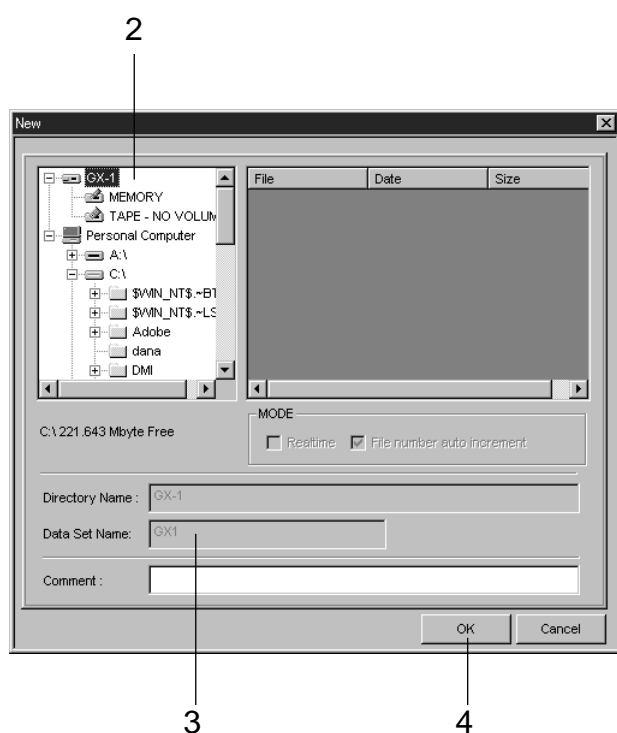 2
New
GX-1
MEMORY
TAPE - NO VOLUM
Personal Computer
A:\
C:\
$WIN_NT$.~BT
$WIN_NT$.~LS
Adobe
dana
DMI
File Date Size
C:\ 221.643 Mbyte Free
MODE
Realtime File number auto increment
Directory Name : GX-1
Data Set Name: GX1
Comment :
OK Cancel
3 4